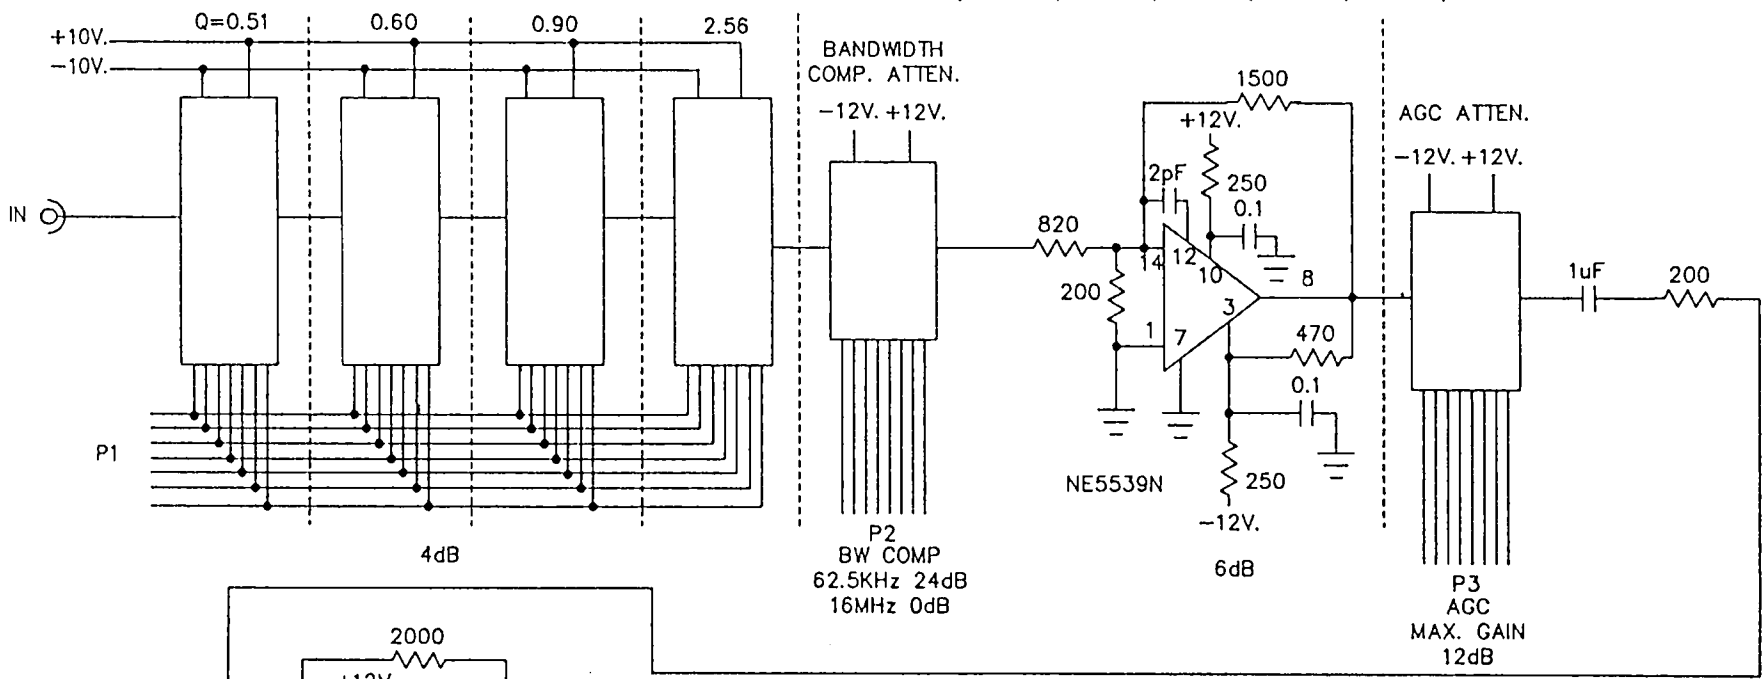 Q=0.51 0.60 0.90 2.56
+10V.
-10V.
IN
P1
4dB
BANDWIDTH
COMP. ATTEN.
-12V. +12V.
P2
BW COMP
62.5KHz 24dB
16MHz 0dB
1500
+12V.
2pF
250
0.1
820
14
12
10
8
200
3
1
7
470
0.1
NE5539N
250
-12V.
6dB
AGC ATTEN.
-12V. +12V.
1uF
200
P3
AGC
MAX. GAIN
12dB
2000
+12V